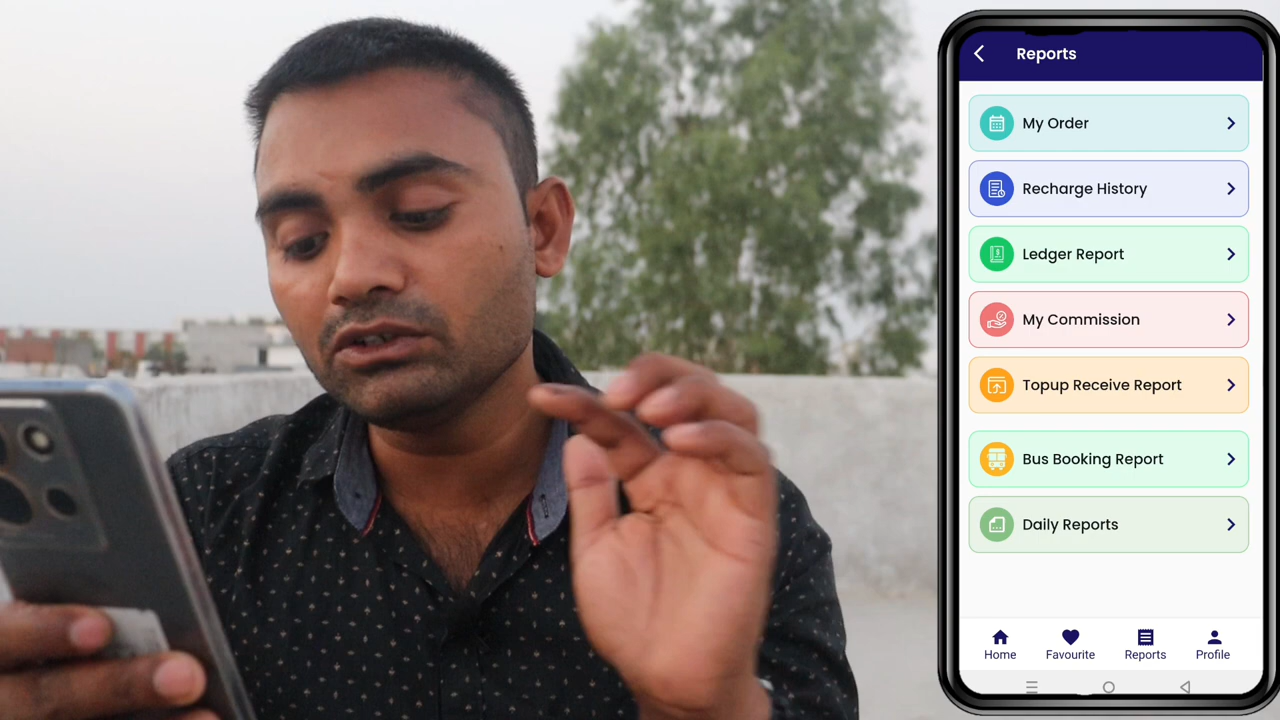 Reports
My Order
Recharge History
Ledger Report
My Commission
Topup Receive Report
Bus Booking Report
Daily Reports
Home Favourite Reports Profile